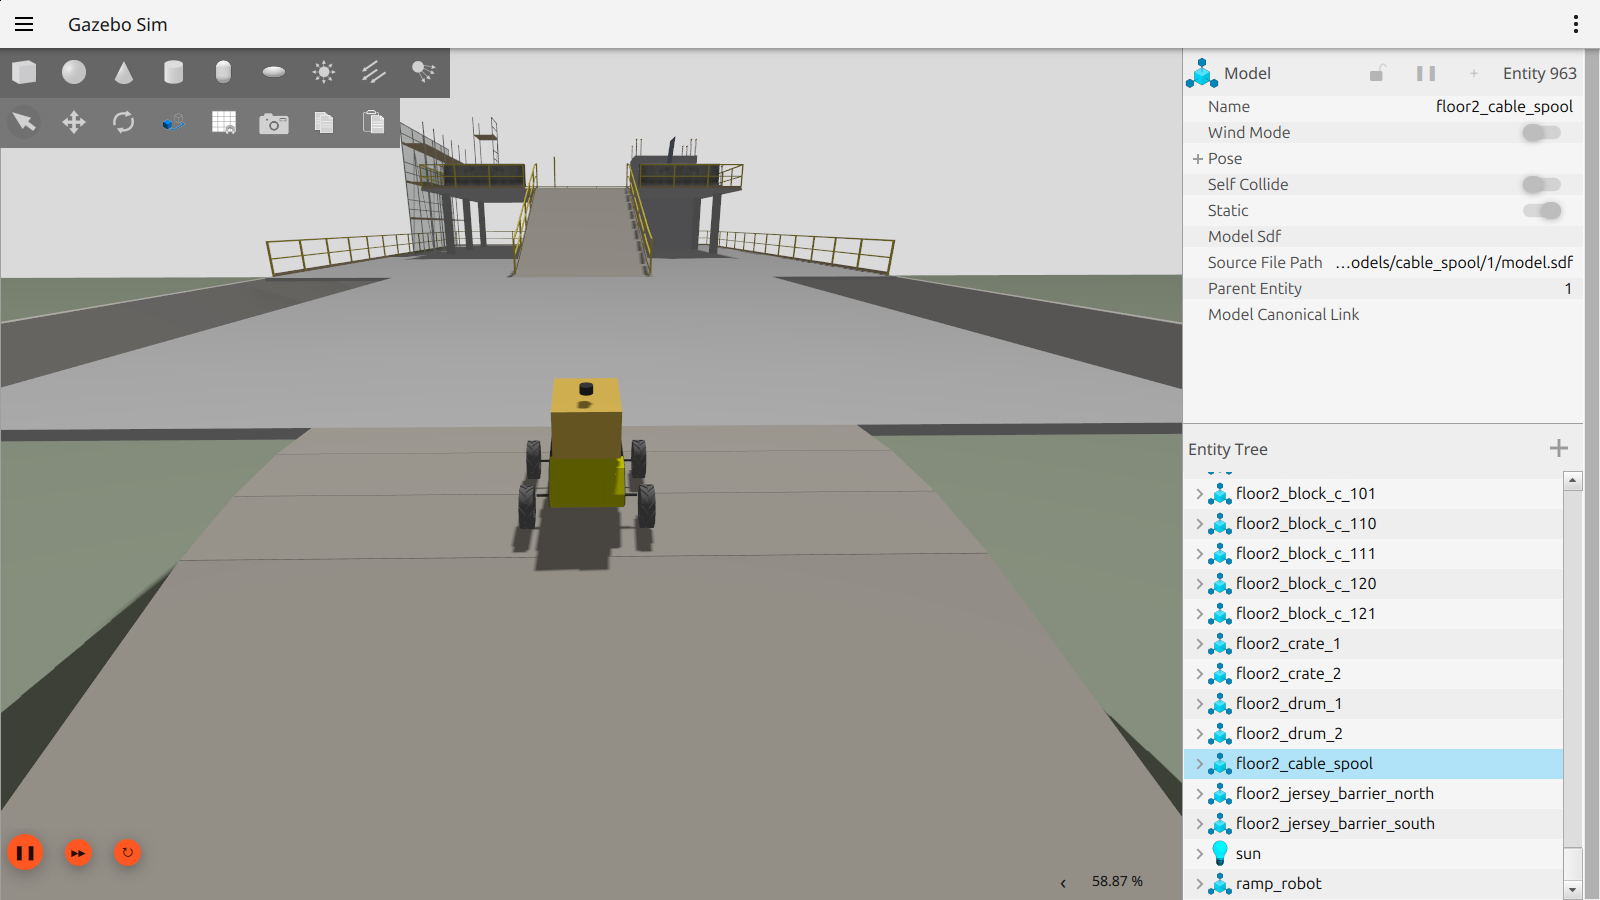 Gazebo Sim
Model
Entity 963
Name floor2_cable_spool
Wind Mode
Pose
Self Collide
Static
Model Sdf
Source File Path ...odels/cable_spool/1/model.sdf
Parent Entity 1
Model Canonical Link
Entity Tree
floor2_block_c_101
floor2_block_c_110
floor2_block_c_111
floor2_block_c_120
floor2_block_c_121
floor2_crate_1
floor2_crate_2
floor2_drum_1
floor2_drum_2
floor2_cable_spool
floor2_jersey_barrier_north
floor2_jersey_barrier_south
sun
ramp_robot
58.87 %